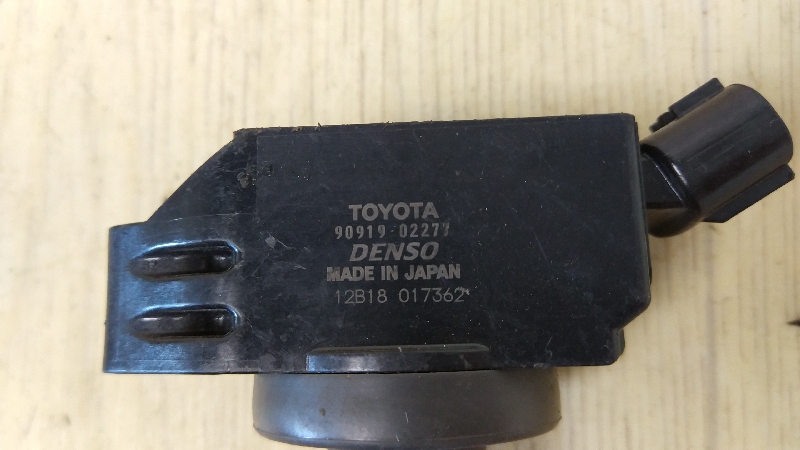 TOYOTA
90919-02277
DENSO
MADE IN JAPAN
12B18 017362